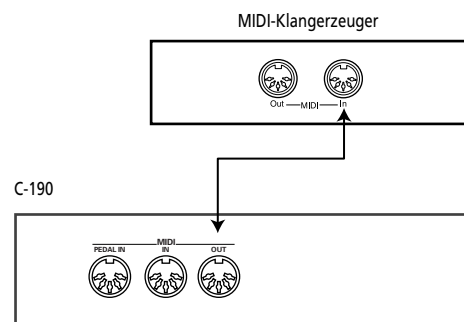 MIDI-Klangerzeuger
Out MIDI In
C-190
MIDI
PEDAL IN IN OUT